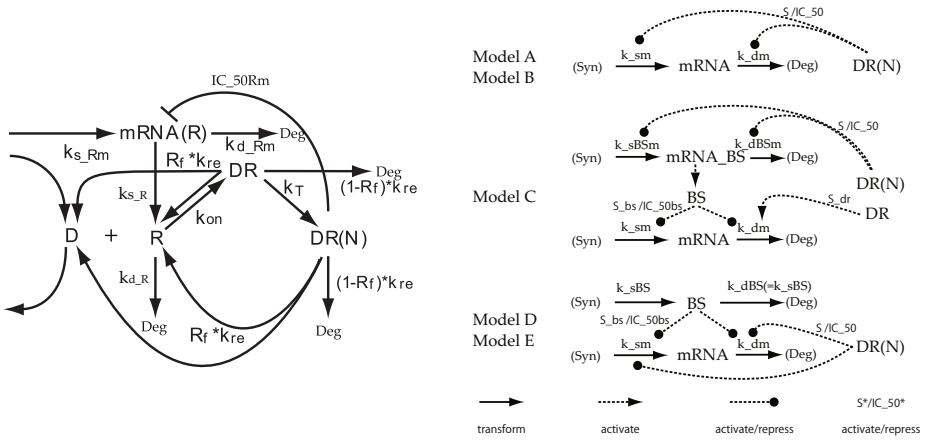 IC_50Rm
mRNA(R)
k_s_Rm
k_d_Rm
Deg
R_f*k_re
DR
Deg
(1-R_f)*k_re
k_s_R
k_on
k_T
D + R
DR(N)
k_d_R
(1-R_f)*k_re
Deg
R_f*k_re
Deg
S/IC_50
Model A
Model B
k_sm
k_dm
(Syn) mRNA (Deg) DR(N)
S/IC_50
k_sBSm
k_dBSm
(Syn) mRNA_BS (Deg)
DR(N)
Model C
BS
S_bs/IC_50bs
S_dr
DR
k_sm
k_dm
(Syn) mRNA (Deg)
k_sBS
k_dBS(=k_sBS)
(Syn) BS (Deg)
Model D
Model E
S_bs/IC_50bs
S/IC_50
k_sm
k_dm
DR(N)
(Syn) mRNA (Deg)
S*/IC_50*
transform activate activate/repress activate/repress